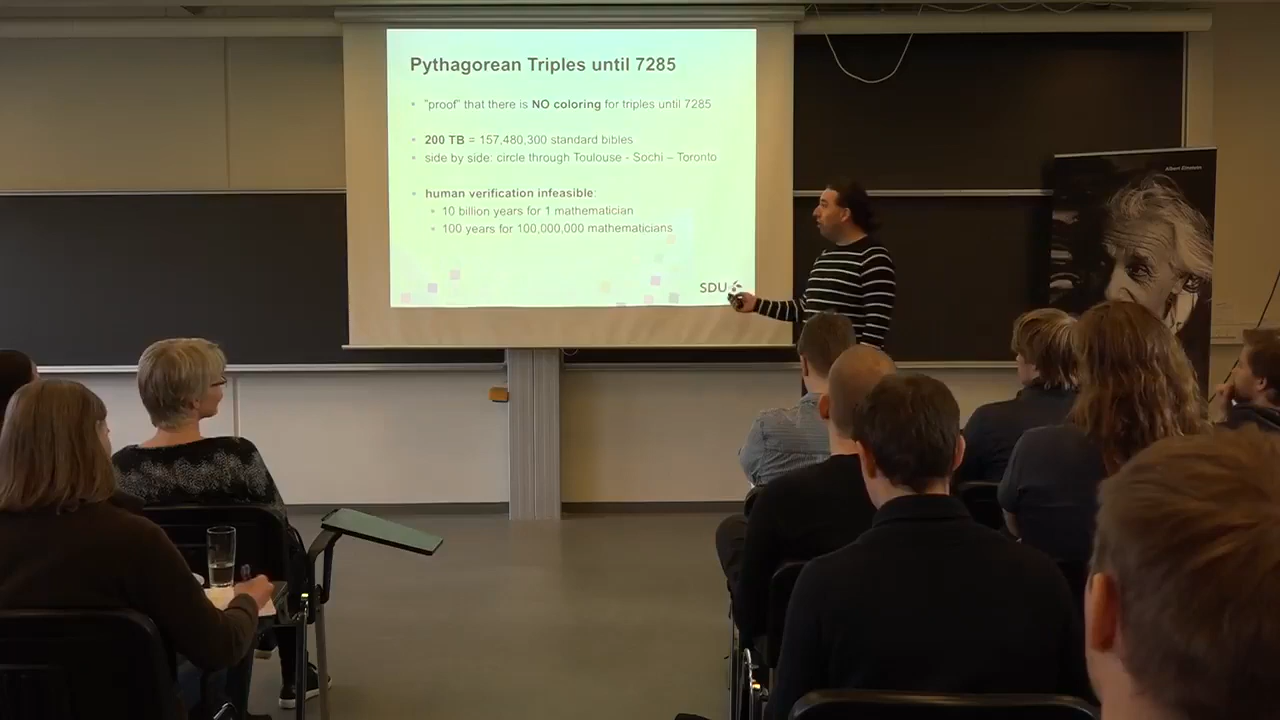 Pythagorean Triples until 7285
"proof" that there is NO coloring for triples until 7285
200 TB = 157,480,300 standard bibles
side by side: circle through Toulouse - Sochi – Toronto
human verification infeasible:
10 billion years for 1 mathematician
100 years for 100,000,000 mathematicians
SDU
Albert Einstein